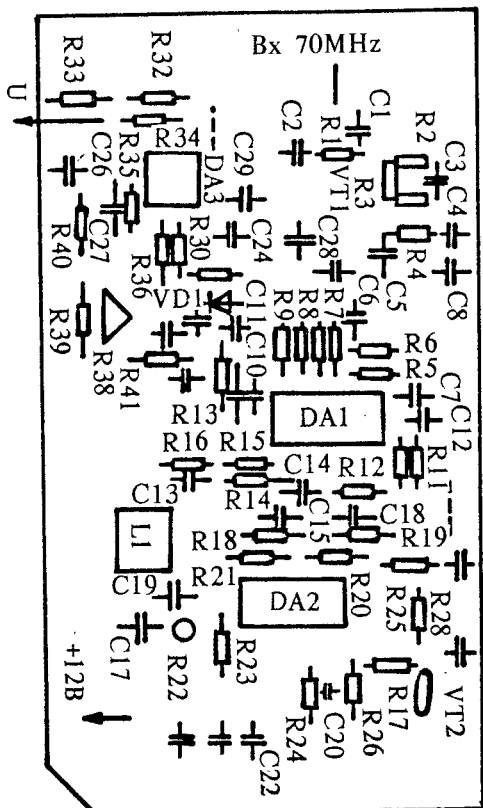 Вх 70MHz
R33
R32
U
R34
R35
C26
DA3
C29
C2
R1
C1
VT1
R2
R3
C3
C4
R40
C27
R36
R30
C24
C28
C6
C5
R4
C8
VD1
C11
R39
R38
R41
C10
R9
R8
R7
R6
R5
R13
DA1
C7
C12
R16
R15
R11
C13
R14
C14
R12
L1
R18
C15
C18
R19
C19
R21
R20
DA2
R25
R28
C17
R22
R23
+12В
R17
VT2
R24
C20
R26
C22